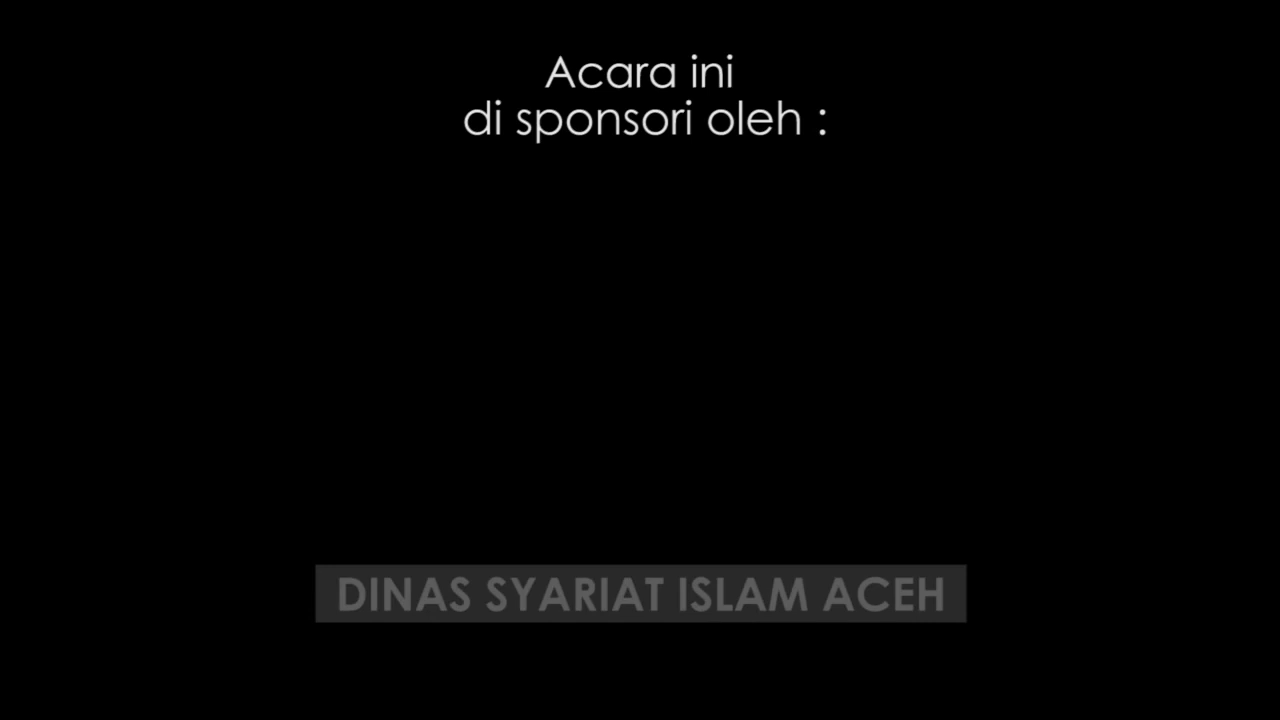 Acara ini
di sponsori oleh :
DINAS SYARIAT ISLAM ACEH